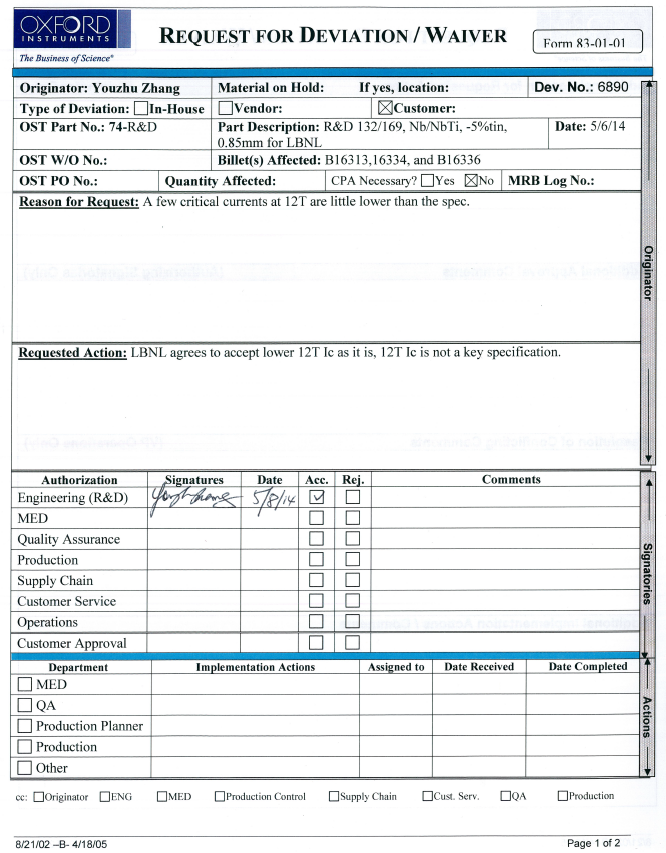 OXFORD
INSTRUMENTS
The Business of Science®
REQUEST FOR DEVIATION / WAIVER
Form 83-01-01
Originator: Youzhu Zhang Material on Hold: If yes, location: Dev. No.: 6890
Type of Deviation: In-House Vendor: Customer:
OST Part No.: 74-R&D Part Description: R&D 132/169, Nb/NbTi, -5%tin, Date: 5/6/14
0.85mm for LBNL
OST W/O No.: Billet(s) Affected: B16313,16334, and B16336
OST PO No.: Quantity Affected: CPA Necessary? Yes No MRB Log No.:
Reason for Request: A few critical currents at 12T are little lower than the spec.
Originator
Requested Action: LBNL agrees to accept lower 12T Ic as it is, 12T Ic is not a key specification.
Authorization Signatures Date Acc. Rej. Comments
Engineering (R&D) 5/8/14
MED
Quality Assurance
Production
Supply Chain
Customer Service
Operations
Customer Approval
Signatories
Department Implementation Actions Assigned to Date Received Date Completed
MED
QA
Production Planner
Production
Other
Actions
cc: Originator ENG MED Production Control Supply Chain Cust. Serv. QA Production
8/21/02 –B- 4/18/05 Page 1 of 2